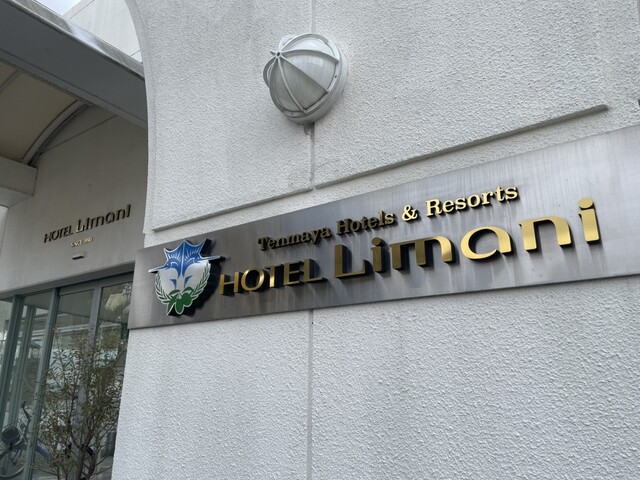 Tenmaya Hotels & Resorts
HOTEL Limani
HOTEL Limani